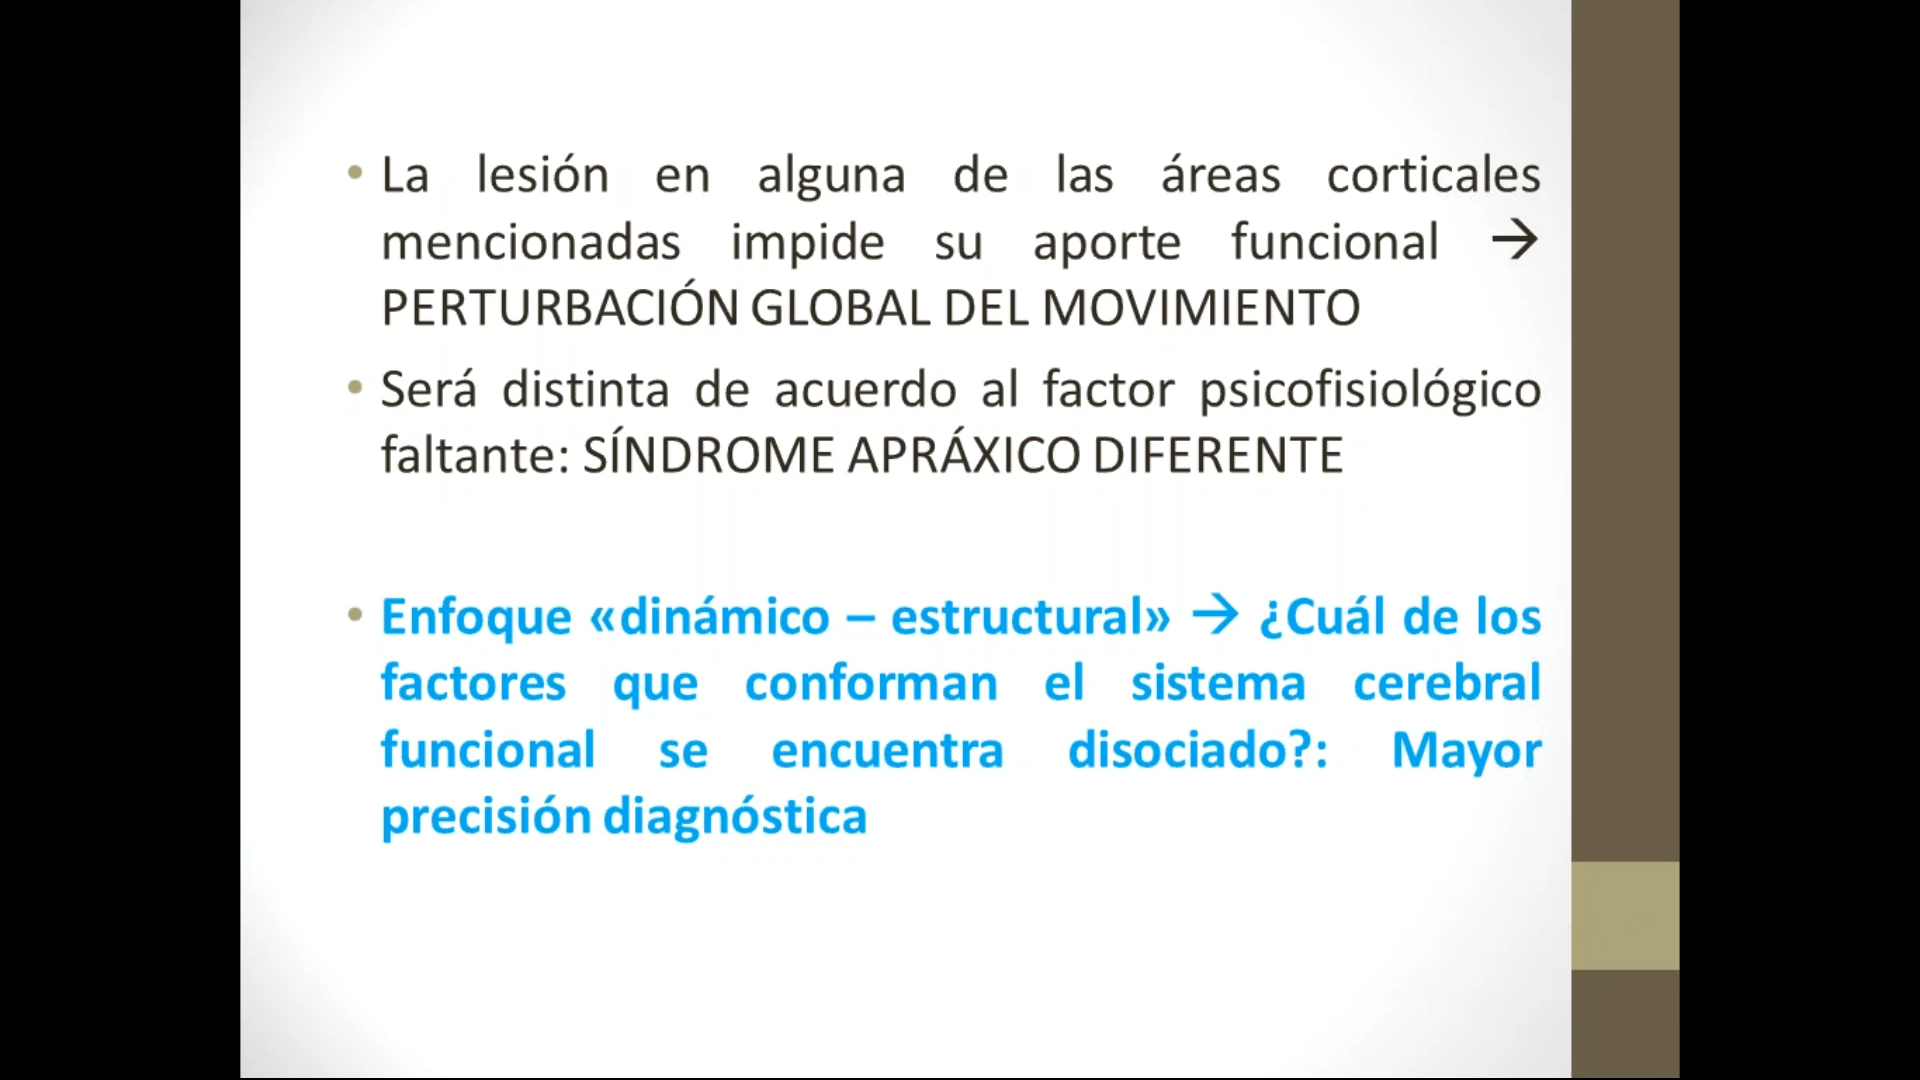 • La lesión en alguna de las áreas corticales
mencionadas impide su aporte funcional →
PERTURBACIÓN GLOBAL DEL MOVIMIENTO
• Será distinta de acuerdo al factor psicofisiológico
faltante: SÍNDROME APRÁXICO DIFERENTE
• Enfoque «dinámico – estructural» → ¿Cuál de los
factores que conforman el sistema cerebral
funcional se encuentra disociado?: Mayor
precisión diagnóstica